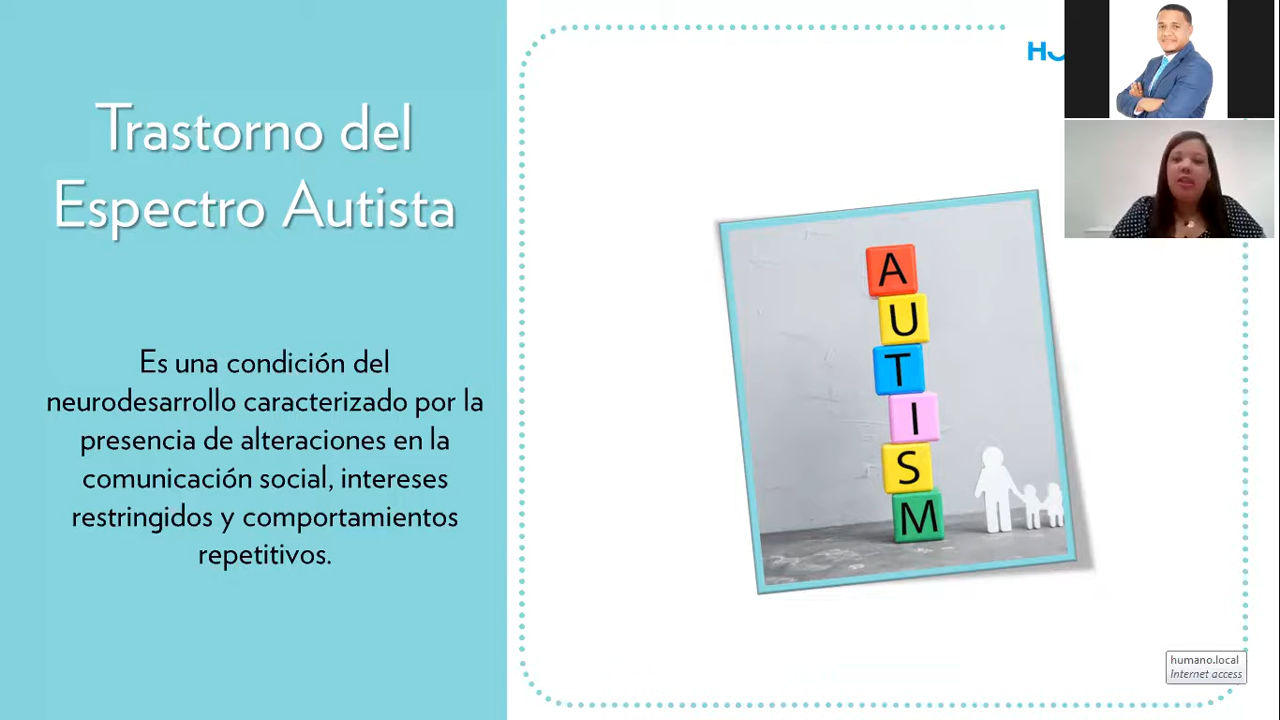 Trastorno del
Espectro Autista
Es una condición del
neurodesarrollo caracterizado por la
presencia de alteraciones en la
comunicación social, intereses
restringidos y comportamientos
repetitivos.
A
U
T
I
S
M
humano.local
Internet access